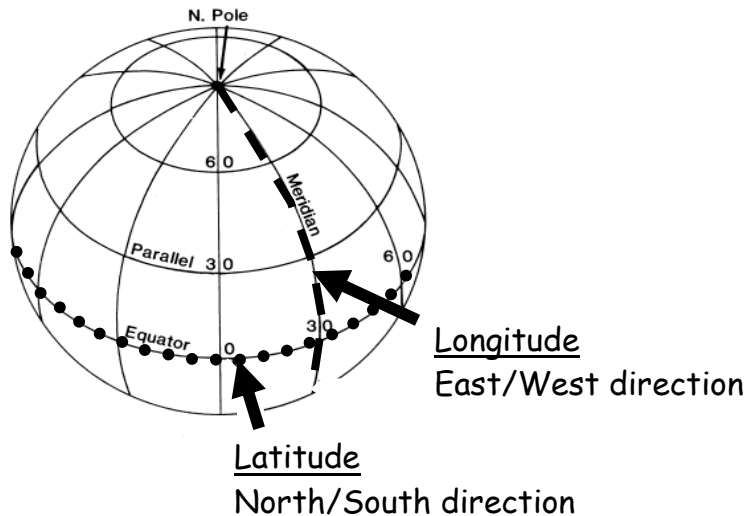 N. Pole
60
Meridian
Parallel 30
60
Equator
0
30
Longitude
East/West direction
Latitude
North/South direction